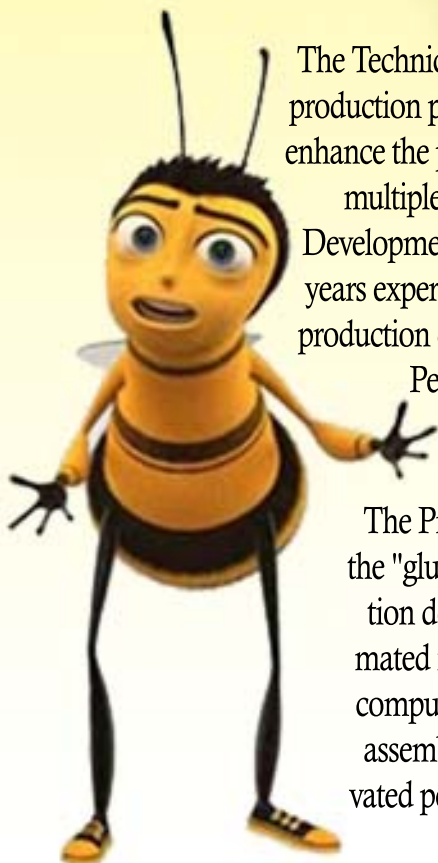 The Technic
production p
enhance the p
multiple
Developme
years exper
production
Pe
The P
the "glu
tion d
mated
compu
assem
vated p